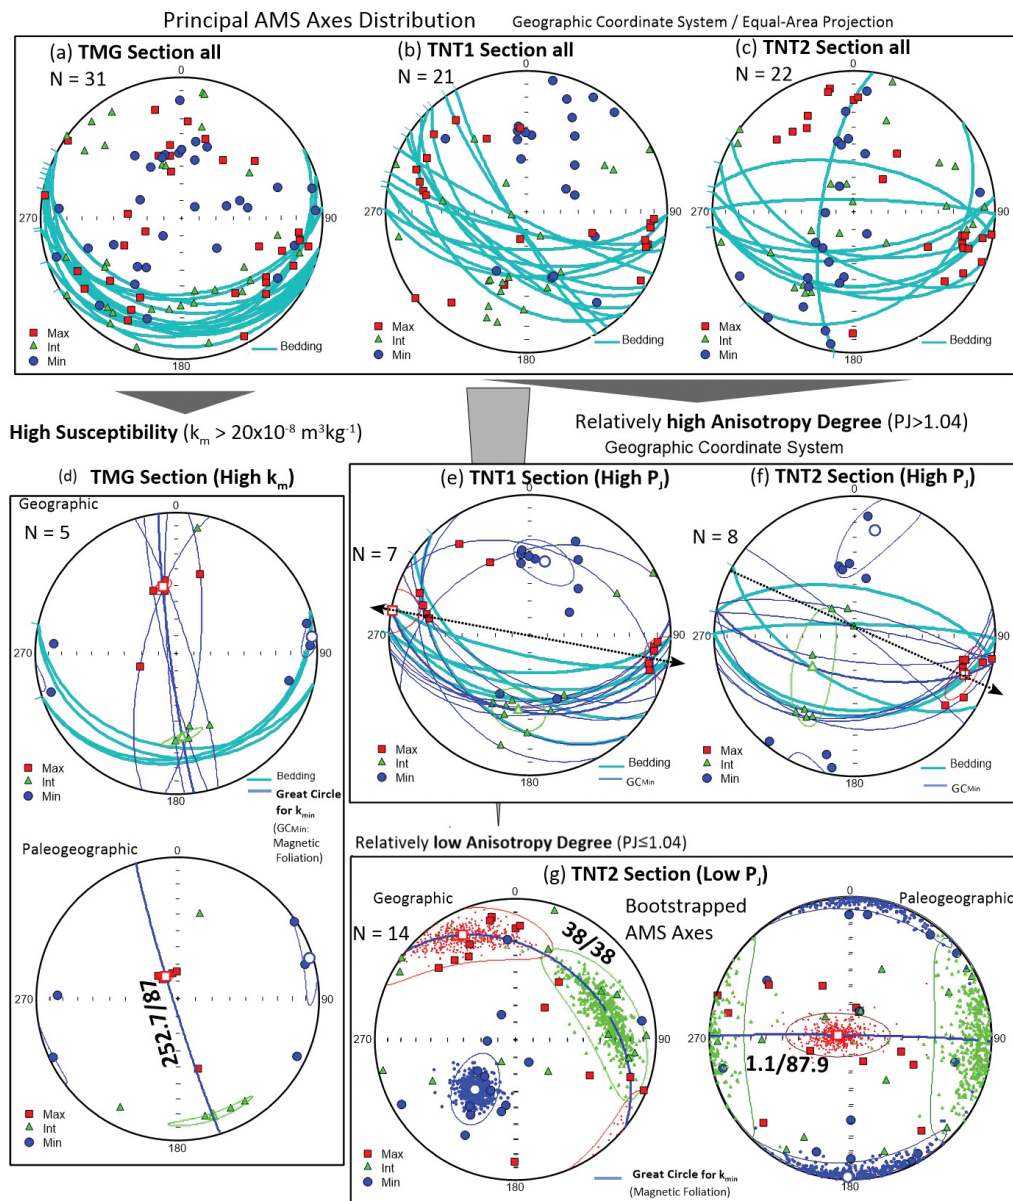 Principal AMS Axes Distribution Geographic Coordinate System / Equal-Area Projection
(a) TMG Section all
N = 31
0
270
90
180
Max
Int
Min
Bedding
(b) TNT1 Section all
N = 21
0
270
90
180
Max
Int
Min
Bedding
(c) TNT2 Section all
N = 22
0
270
90
180
Max
Int
Min
Bedding
High Susceptibility (km > 20x10-8 m3kg-1)
Relatively high Anisotropy Degree (PJ>1.04)
Geographic Coordinate System
(d) TMG Section (High km)
Geographic
N = 5
0
270
90
180
Max
Int
Min
Bedding
Great Circle
for kmin
(GCMin:
Magnetic
Foliation)
Paleogeographic
0
270
90
180
252.7/87
Max
Int
Min
(e) TNT1 Section (High PJ)
N = 7
0
270
90
180
Max
Int
Min
Bedding
GCMin
(f) TNT2 Section (High PJ)
N = 8
0
270
90
180
Max
Int
Min
Bedding
GCMin
Relatively low Anisotropy Degree (PJ≤1.04)
(g) TNT2 Section (Low PJ)
Geographic
Bootstrapped
AMS Axes
Paleogeographic
N = 14
0
270
90
180
38/38
Max
Int
Min
Great Circle for kmin
(Magnetic Foliation)
0
270
90
180
1.1/87.9